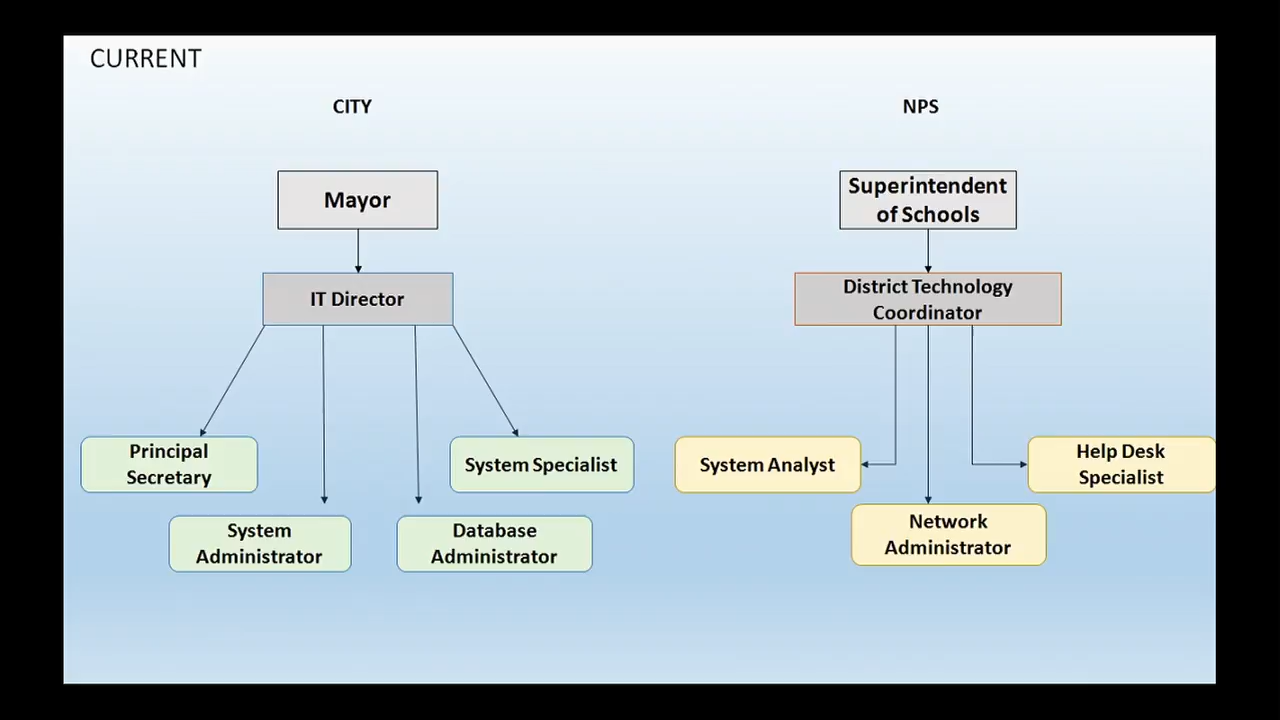 CURRENT
CITY
NPS
Mayor
Superintendent
of Schools
IT Director
District Technology
Coordinator
Principal
Secretary
System Specialist
System Analyst
Help Desk
Specialist
System
Administrator
Database
Administrator
Network
Administrator